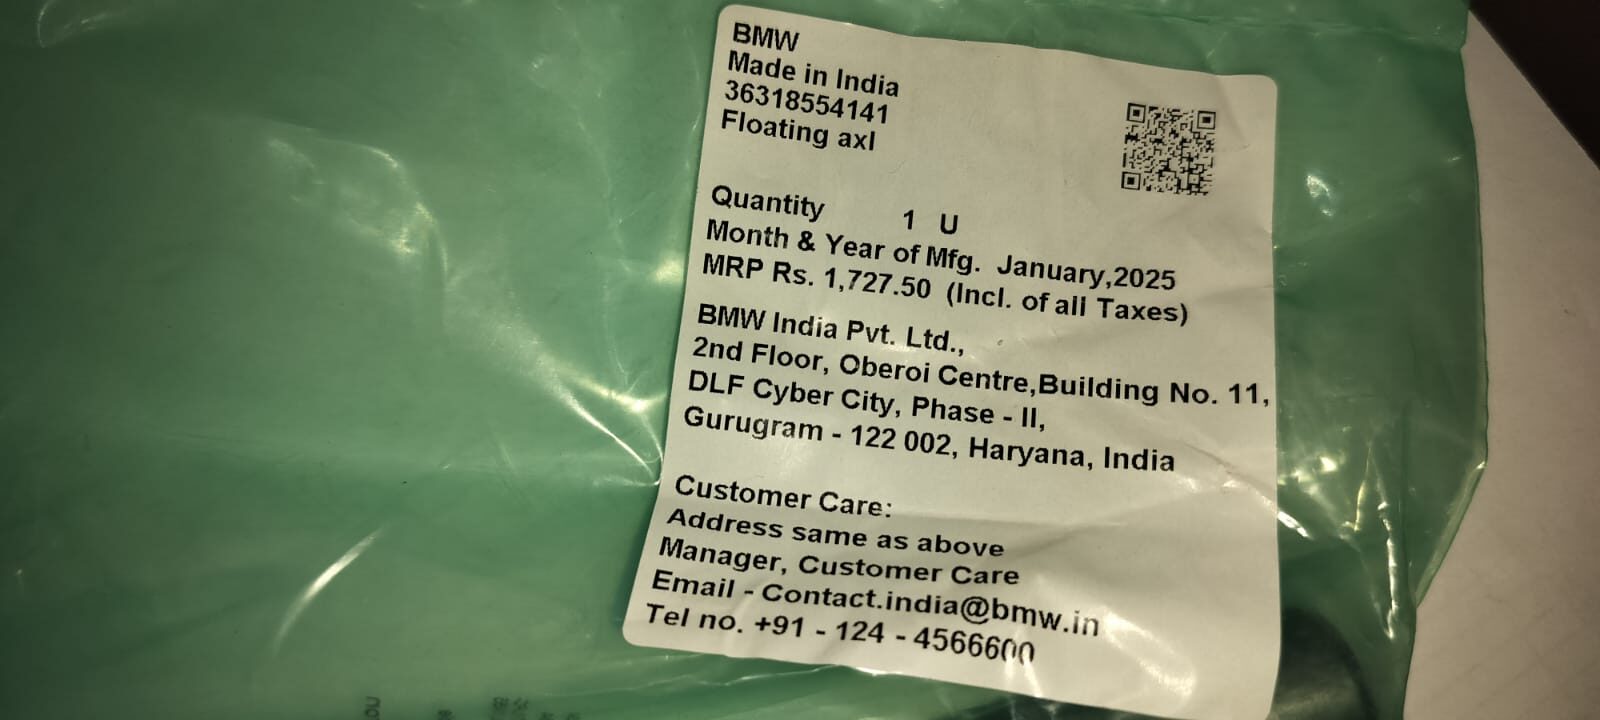 BMW
Made in India
36318554141
Floating axl
Quantity 1 U
Month & Year of Mfg. January,2025
MRP Rs. 1,727.50 (Incl. of all Taxes)
BMW India Pvt. Ltd.,
2nd Floor, Oberoi Centre,Building No. 11,
DLF Cyber City, Phase - II,
Gurugram - 122 002, Haryana, India
Customer Care:
Address same as above
Manager, Customer Care
Email - Contact.india@bmw.in
Tel no. +91 - 124 - 4566600